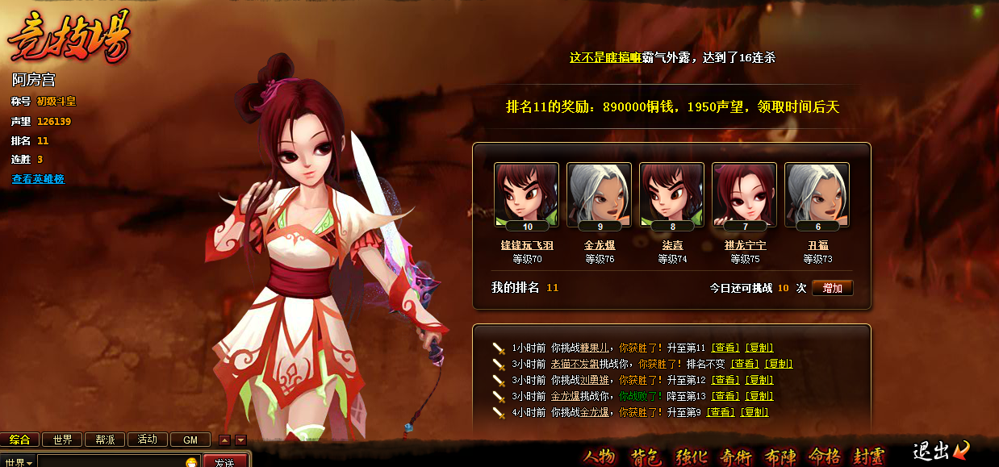 竞技場
阿房宫
称号 初级斗皇
声望 126139
排名 11
连胜 3
查看英雄榜
这不是瞎搞嘛霸气外露，达到了16连杀
排名11的奖励：890000铜钱，1950声望，领取时间后天
10 9 8 7 6
锋锋玩飞羽 金龙爆 柒喜 祺龙宁宁 丑福
等级70 等级76 等级74 等级75 等级73
我的排名 11 今日还可挑战 10 次 增加
1小时前 你挑战糖果儿，你获胜了！升至第11 [查看] [复制]
3小时前 老猫不发飙挑战你，你获胜了！排名不变 [查看] [复制]
3小时前 你挑战刘勇雄，你获胜了！升至第12 [查看] [复制]
3小时前 金龙爆挑战你，你战败了！降至第13 [查看] [复制]
4小时前 你挑战金龙爆，你获胜了！升至第9 [查看] [复制]
综合 世界 帮派 活动 GM
世界 发送
人物 背包 強化 奇術 布陣 命格 封靈 退出